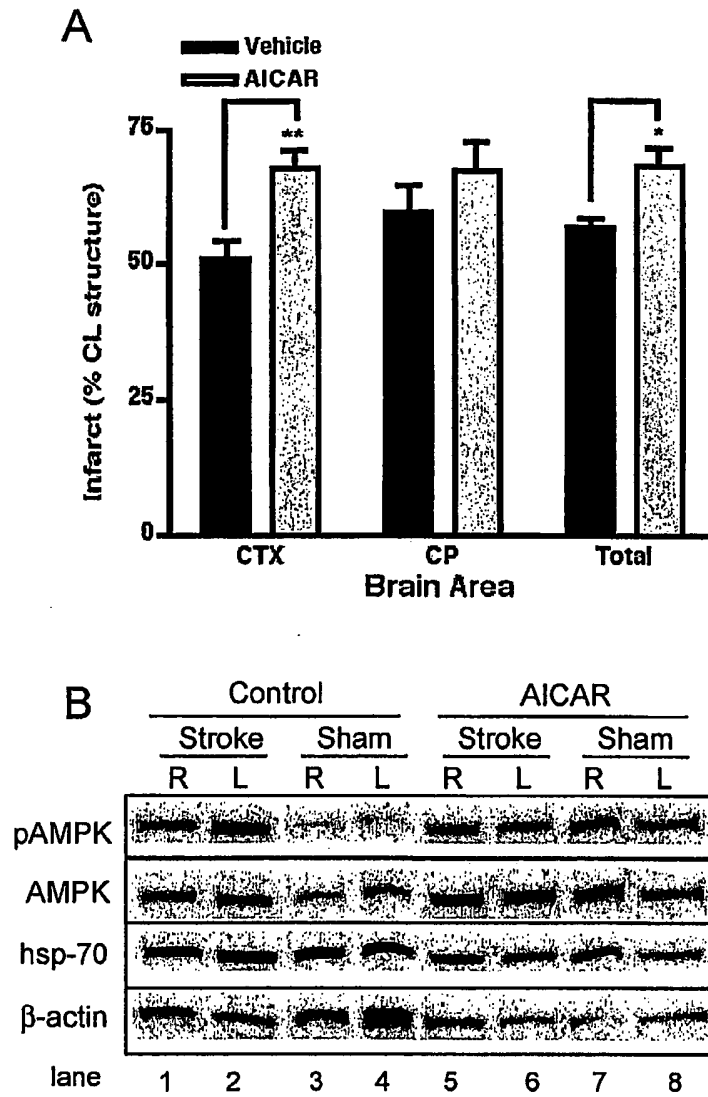 A
Vehicle
AICAR
Infarct (% CL structure)
75
50
25
0
**
*
CTX CP Total
Brain Area
B
Control AICAR
Stroke Sham Stroke Sham
R L R L R L R L
pAMPK
AMPK
hsp-70
β-actin
lane 1 2 3 4 5 6 7 8